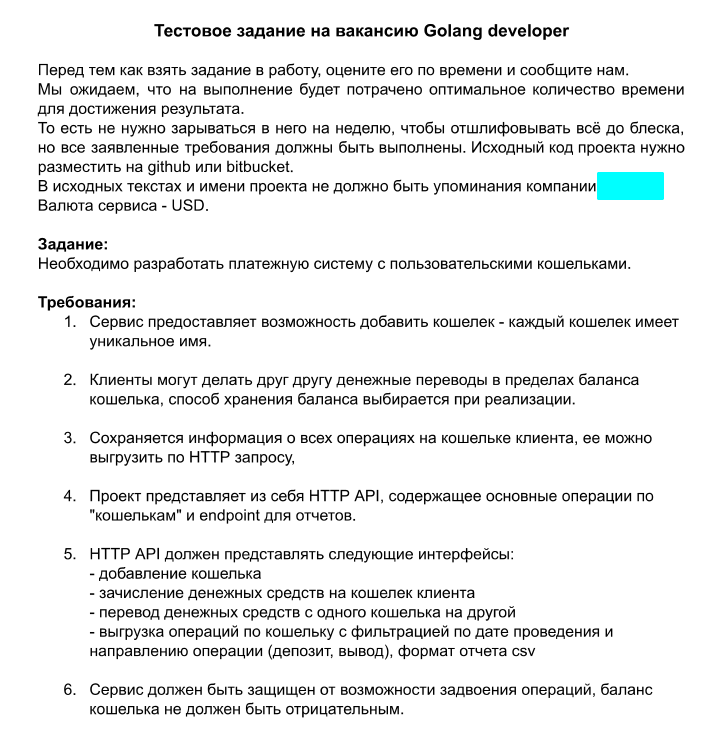 Тестовое задание на вакансию Golang developer
Перед тем как взять задание в работу, оцените его по времени и сообщите нам.
Мы ожидаем, что на выполнение будет потрачено оптимальное количество времени
для достижения результата.
То есть не нужно зарываться в него на неделю, чтобы отшлифовывать всё до блеска,
но все заявленные требования должны быть выполнены. Исходный код проекта нужно
разместить на github или bitbucket.
В исходных текстах и имени проекта не должно быть упоминания компании
Валюта сервиса - USD.
Задание:
Необходимо разработать платежную систему с пользовательскими кошельками.
Требования:
1. Сервис предоставляет возможность добавить кошелек - каждый кошелек имеет
уникальное имя.
2. Клиенты могут делать друг другу денежные переводы в пределах баланса
кошелька, способ хранения баланса выбирается при реализации.
3. Сохраняется информация о всех операциях на кошельке клиента, ее можно
выгрузить по HTTP запросу,
4. Проект представляет из себя HTTP API, содержащее основные операции по
"кошелькам" и endpoint для отчетов.
5. HTTP API должен представлять следующие интерфейсы:
- добавление кошелька
- зачисление денежных средств на кошелек клиента
- перевод денежных средств с одного кошелька на другой
- выгрузка операций по кошельку с фильтрацией по дате проведения и
направлению операции (депозит, вывод), формат отчета csv
6. Сервис должен быть защищен от возможности задвоения операций, баланс
кошелька не должен быть отрицательным.